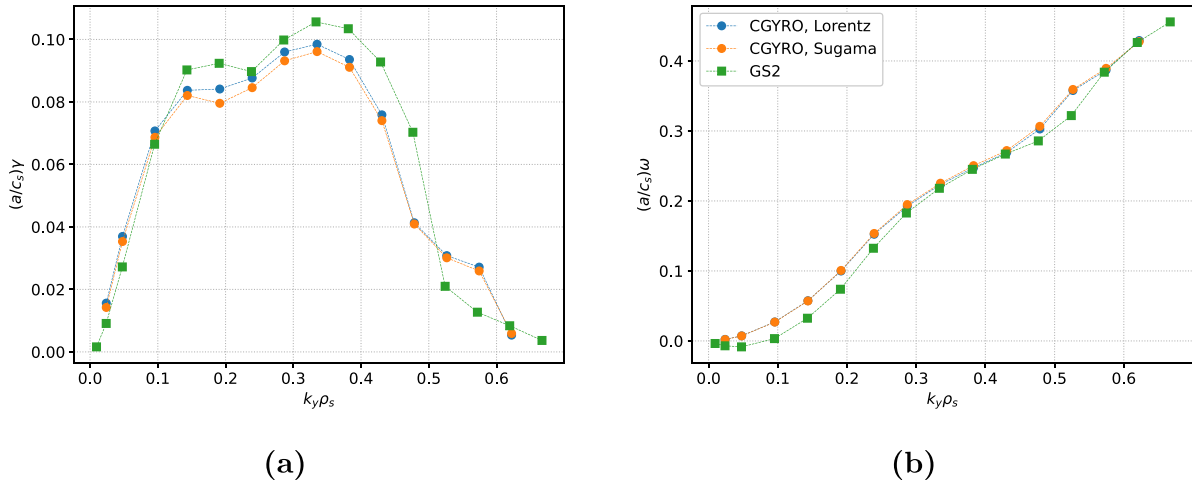 0.10
0.08
0.06
0.04
0.02
0.00
(a/c_s)γ
0.0 0.1 0.2 0.3 0.4 0.5 0.6
k_yρ_s
(a)
CGYRO, Lorentz
CGYRO, Sugama
GS2
0.4
0.3
0.2
0.1
0.0
(a/c_s)ω
0.0 0.1 0.2 0.3 0.4 0.5 0.6
k_yρ_s
(b)